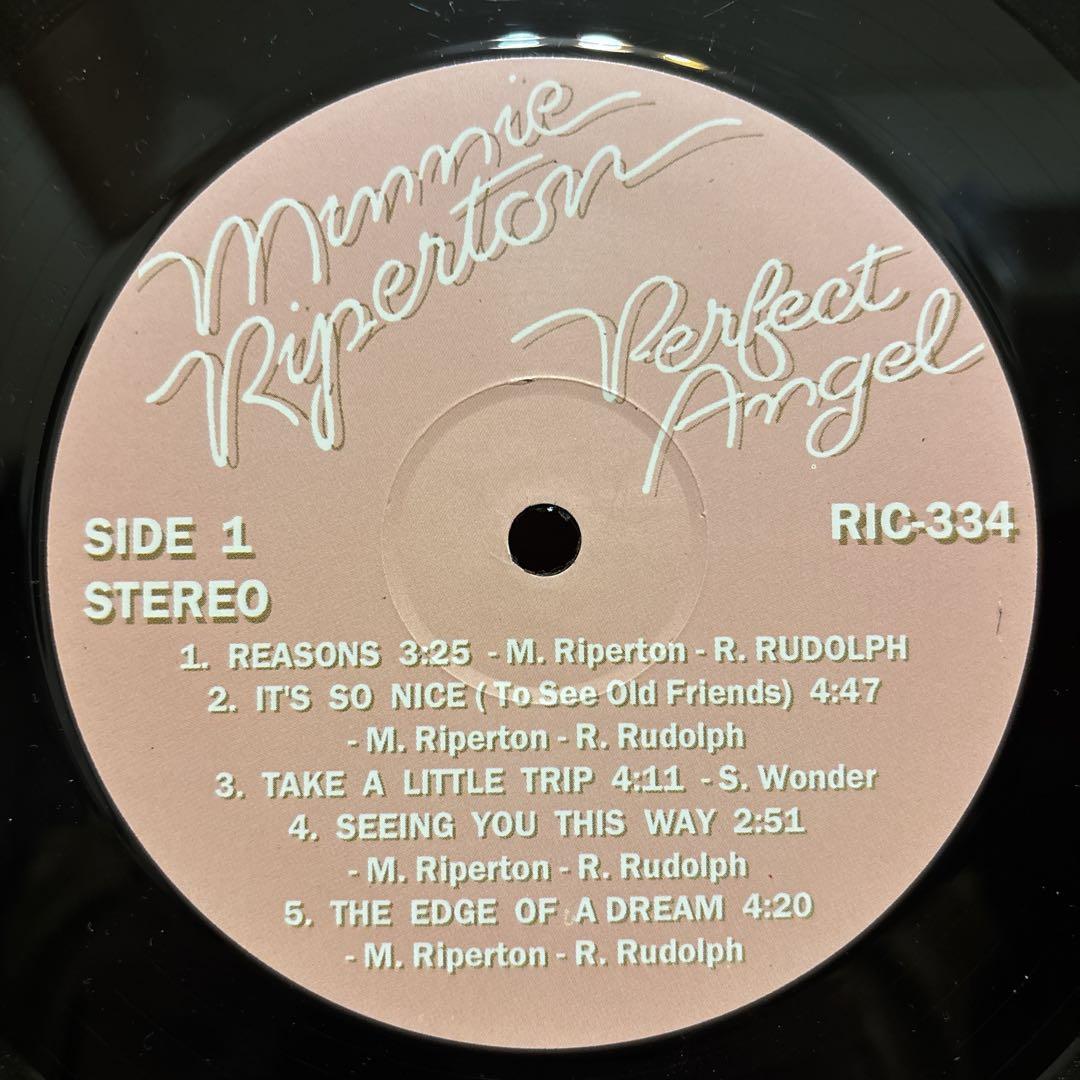 Minnie
Riperton
Perfect
Angel
SIDE 1
STEREO
RIC-334
1. REASONS 3:25 - M. Riperton - R. RUDOLPH
2. IT'S SO NICE (To See Old Friends) 4:47
- M. Riperton - R. Rudolph
3. TAKE A LITTLE TRIP 4:11 - S. Wonder
4. SEEING YOU THIS WAY 2:51
- M. Riperton - R. Rudolph
5. THE EDGE OF A DREAM 4:20
- M. Riperton - R. Rudolph